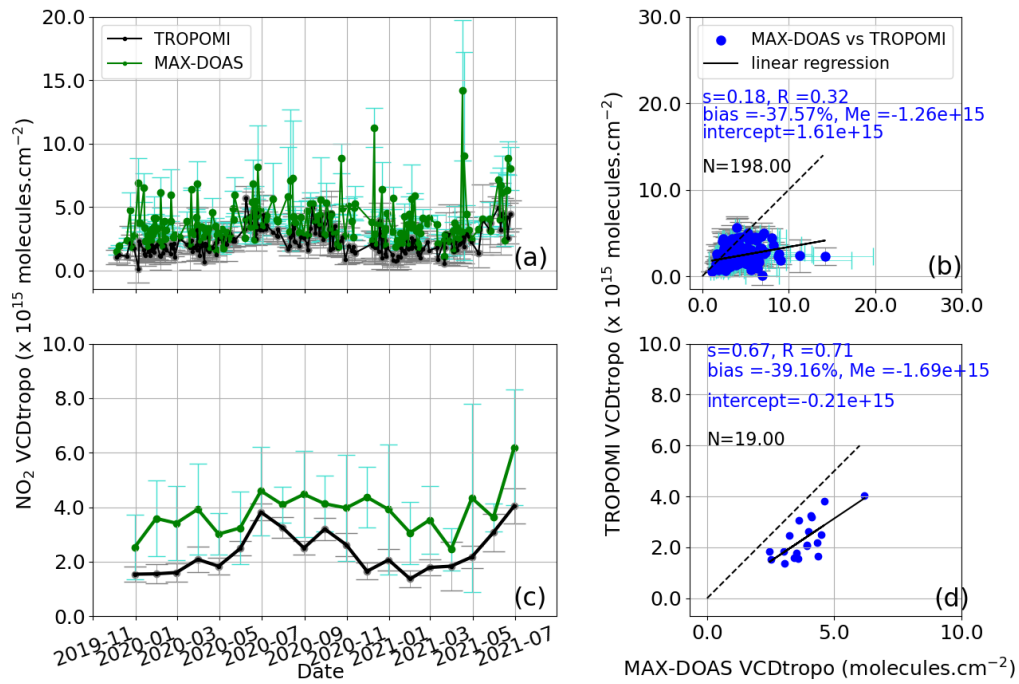 20.0
15.0
10.0
5.0
0.0
TROPOMI
MAX-DOAS
(a)
30.0
20.0
10.0
0.0
MAX-DOAS vs TROPOMI
linear regression
s=0.18, R =0.32
bias =-37.57%, Me =-1.26e+15
intercept=1.61e+15
N=198.00
(b)
0.0
10.0
20.0
30.0
NO₂ VCDtropo (x 10¹⁵ molecules.cm⁻²)
TROPOMI VCDtropo (x 10¹⁵ molecules.cm⁻²)
10.0
8.0
6.0
4.0
2.0
0.0
(c)
2019-11
2020-01
2020-03
2020-05
2020-07
2020-09
2020-11
2021-01
2021-03
2021-05
2021-07
Date
10.0
8.0
6.0
4.0
2.0
0.0
s=0.67, R =0.71
bias =-39.16%, Me =-1.69e+15
intercept=-0.21e+15
N=19.00
(d)
0.0
5.0
10.0
MAX-DOAS VCDtropo (molecules.cm⁻²)